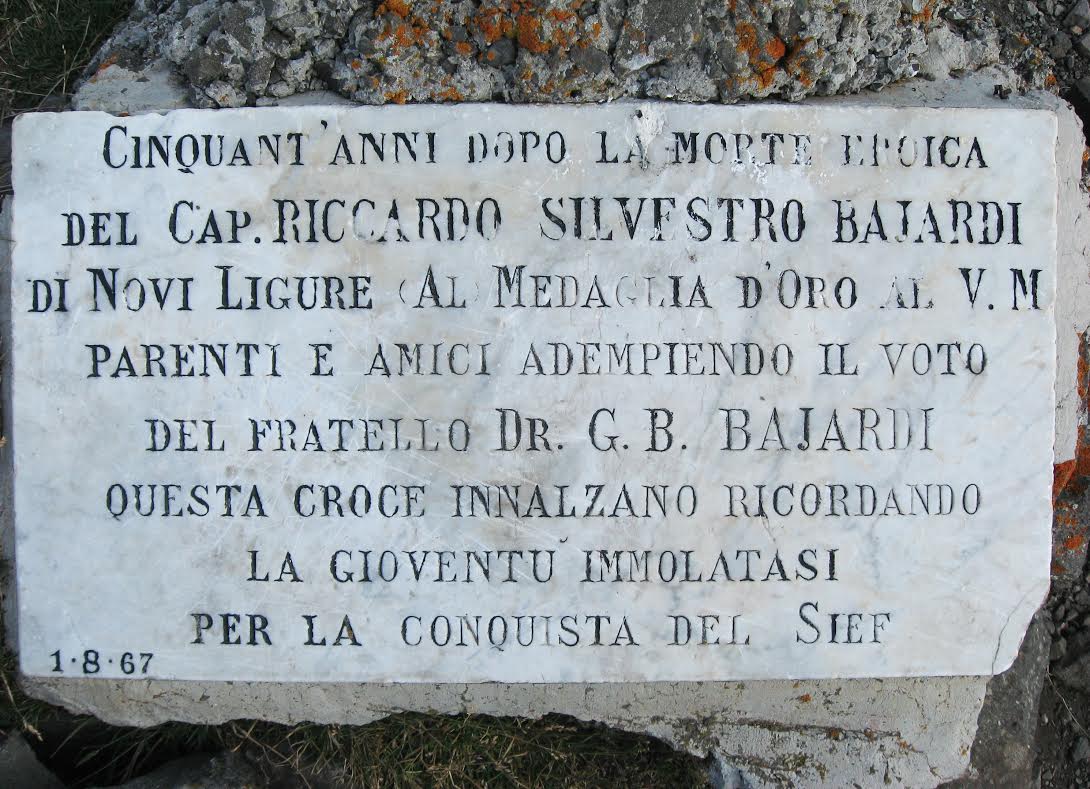 CINQUANT'ANNI DOPO LA MORTE EROICA
DEL CAP. RICCARDO SILVESTRO BAJARDI
DI NOVI LIGURE (AL) MEDAGLIA D'ORO AL V. M
PARENTI E AMICI ADEMPIENDO IL VOTO
DEL FRATELLO DR. G. B. BAJARDI
QUESTA CROCE INNALZANO RICORDANDO
LA GIOVENTÙ IMMOLATASI
PER LA CONQUISTA DEL SIEF
1·8·67